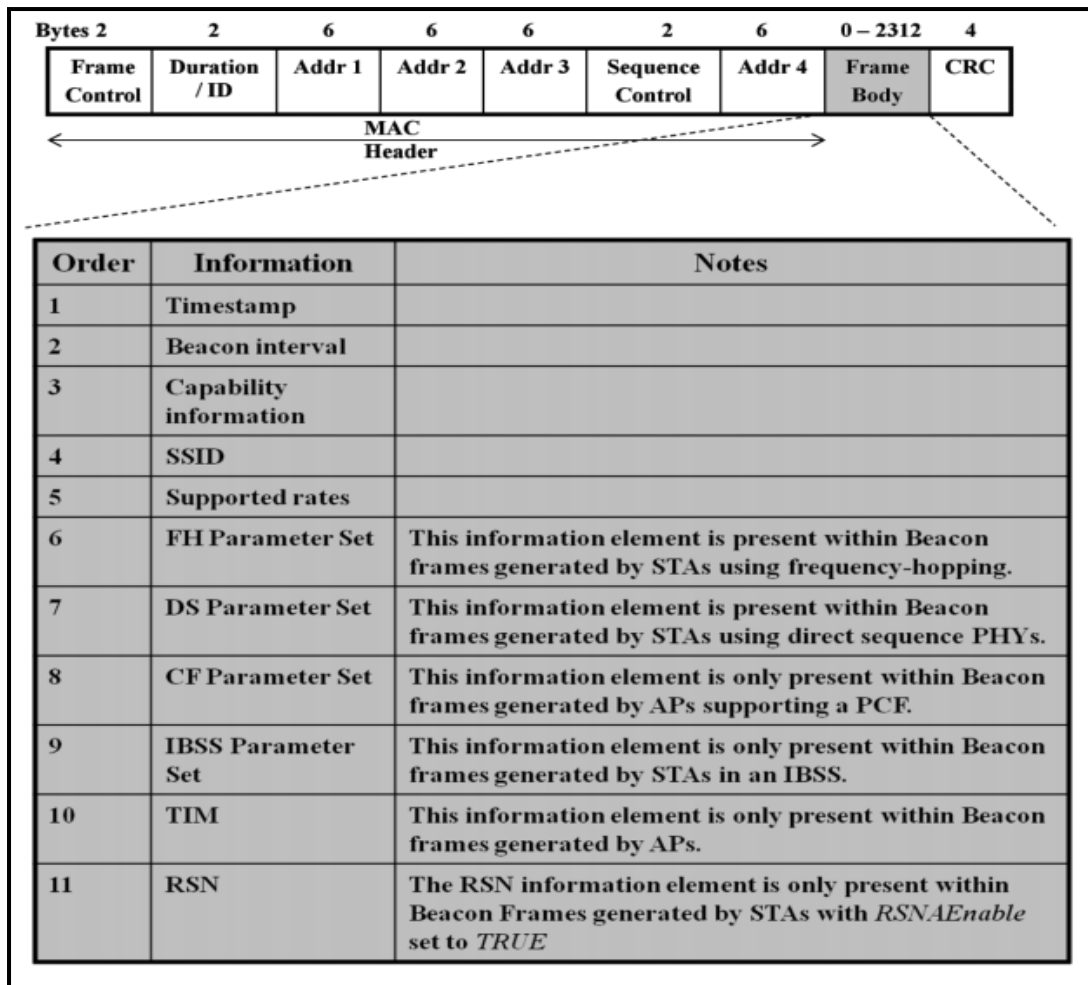 Bytes 2 2 6 6 6 2 6 0 – 2312 4
Frame Control Duration / ID Addr 1 Addr 2 Addr 3 Sequence Control Addr 4 Frame Body CRC
MAC
Header
Order Information Notes
1 Timestamp
2 Beacon interval
3 Capability
information
4 SSID
5 Supported rates
6 FH Parameter Set This information element is present within Beacon
frames generated by STAs using frequency-hopping.
7 DS Parameter Set This information element is present within Beacon
frames generated by STAs using direct sequence PHYs.
8 CF Parameter Set This information element is only present within Beacon
frames generated by APs supporting a PCF.
9 IBSS Parameter Set This information element is only present within Beacon
frames generated by STAs in an IBSS.
10 TIM This information element is only present within Beacon
frames generated by APs.
11 RSN The RSN information element is only present within
Beacon Frames generated by STAs with RSNAEnable
set to TRUE